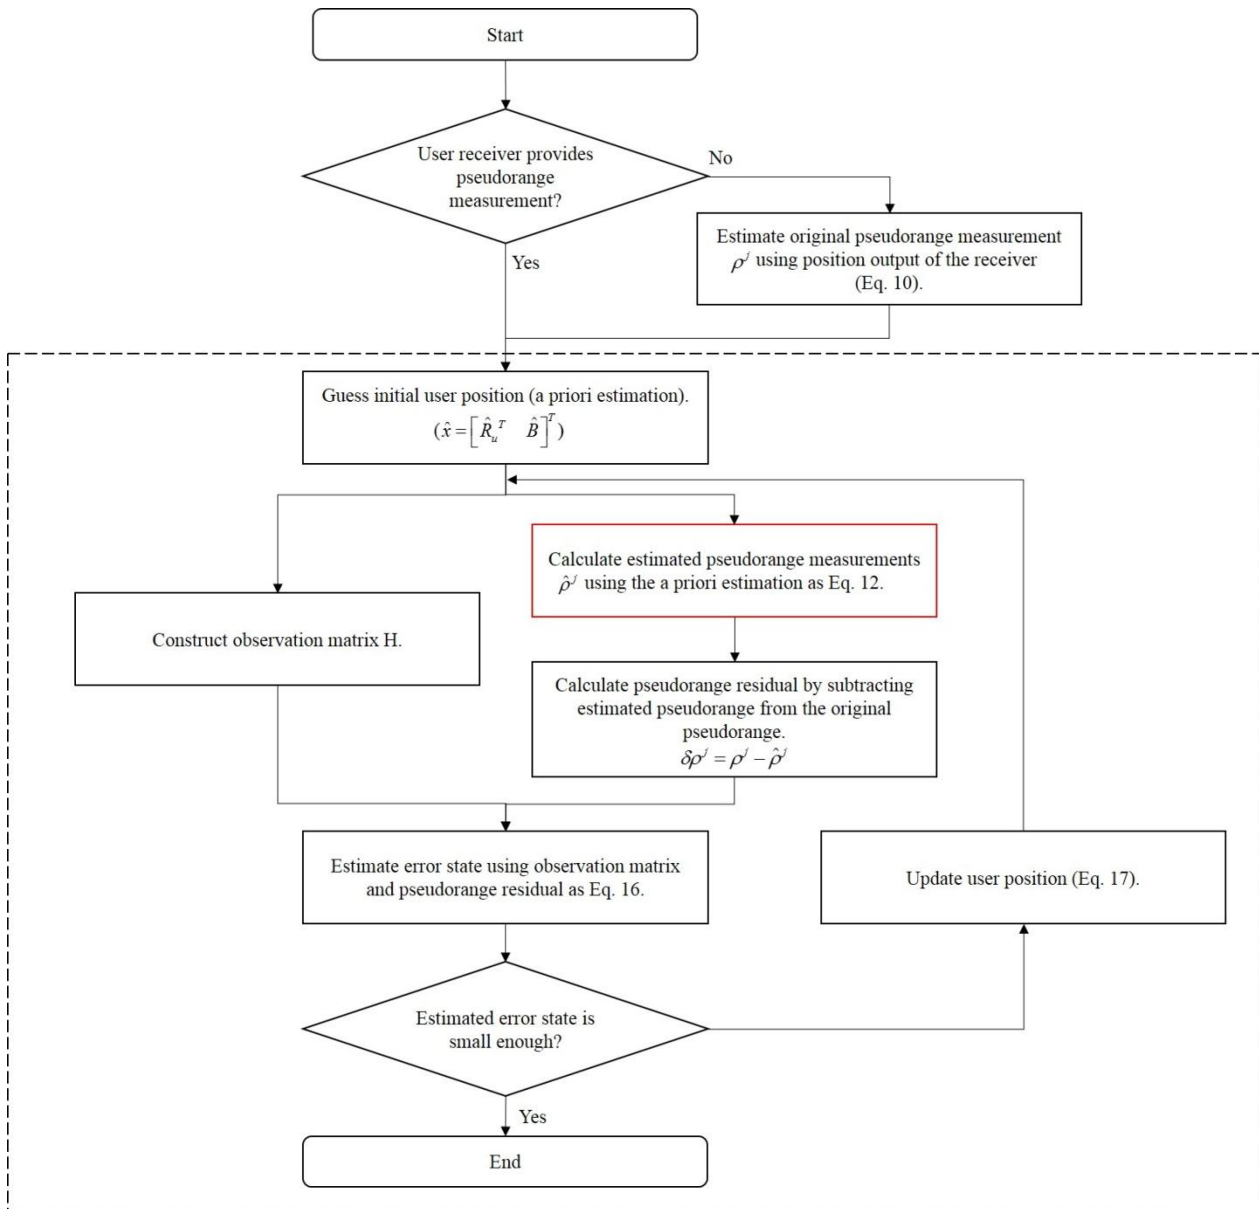 Start
User receiver provides
pseudorange
measurement?
No
Yes
Estimate original pseudorange measurement
ρʲ using position output of the receiver
(Eq. 10).
Guess initial user position (a priori estimation).
(x̂ = [R̂ᵤᵀ B̂]ᵀ)
Calculate estimated pseudorange measurements
ρ̂ʲ using the a priori estimation as Eq. 12.
Construct observation matrix H.
Calculate pseudorange residual by subtracting
estimated pseudorange from the original
pseudorange.
δρʲ = ρʲ − ρ̂ʲ
Estimate error state using observation matrix
and pseudorange residual as Eq. 16.
Update user position (Eq. 17).
Estimated error state is
small enough?
Yes
End